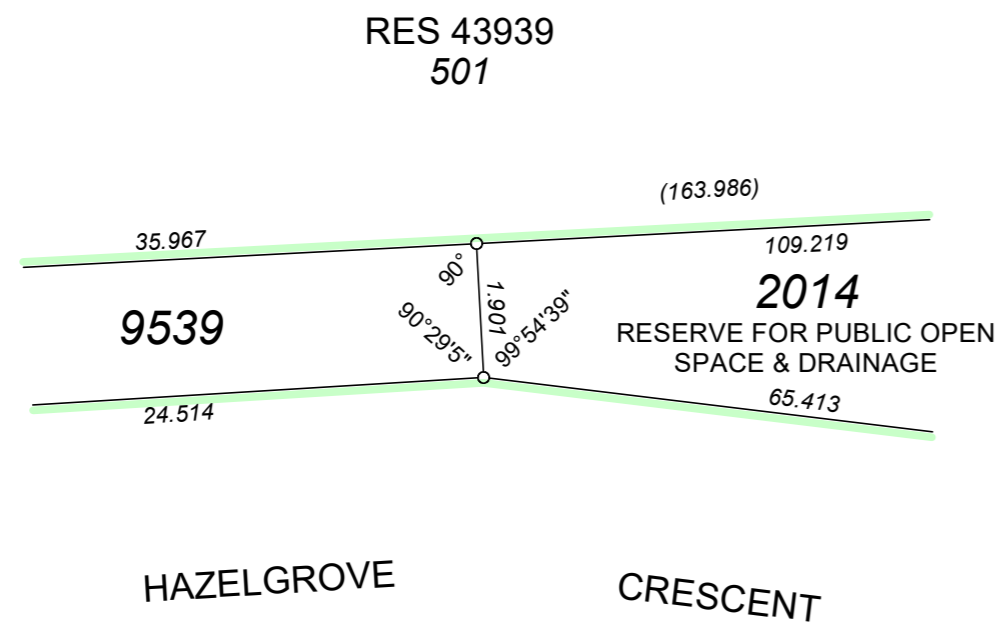 RES 43939
501
(163.986)
35.967
109.219
90°
1.901
2014
9539
90°29'5"
99°54'39"
RESERVE FOR PUBLIC OPEN
SPACE & DRAINAGE
24.514
65.413
HAZELGROVE
CRESCENT